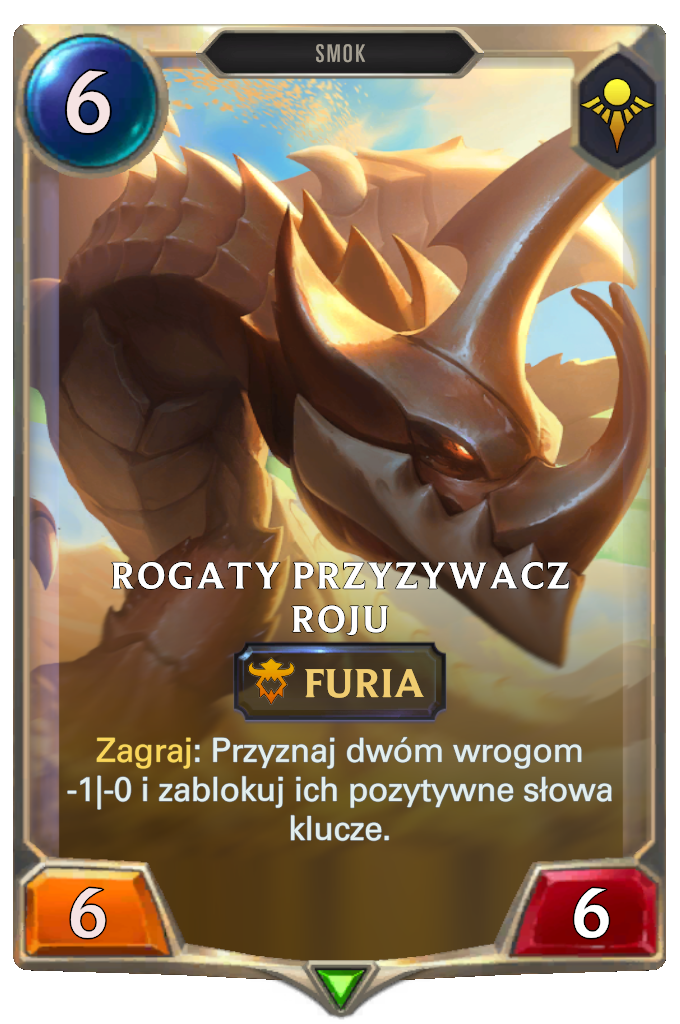 6
SMOK
ROGATY PRZYZYWACZ
ROJU
FURIA
Zagraj: Przyznaj dwóm wrogom
-1|-0 i zablokuj ich pozytywne słowa
klucze.
6
6